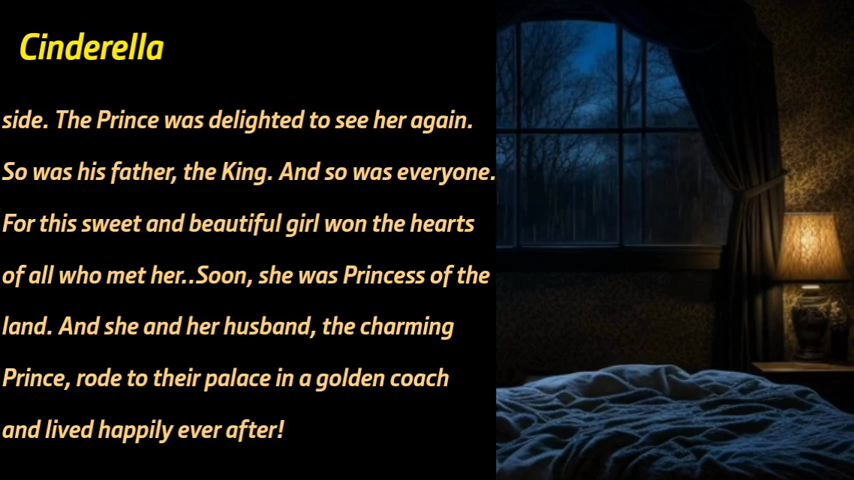 Cinderella
side. The Prince was delighted to see her again.
So was his father, the King. And so was everyone.
For this sweet and beautiful girl won the hearts
of all who met her..Soon, she was Princess of the
land. And she and her husband, the charming
Prince, rode to their palace in a golden coach
and lived happily ever after!